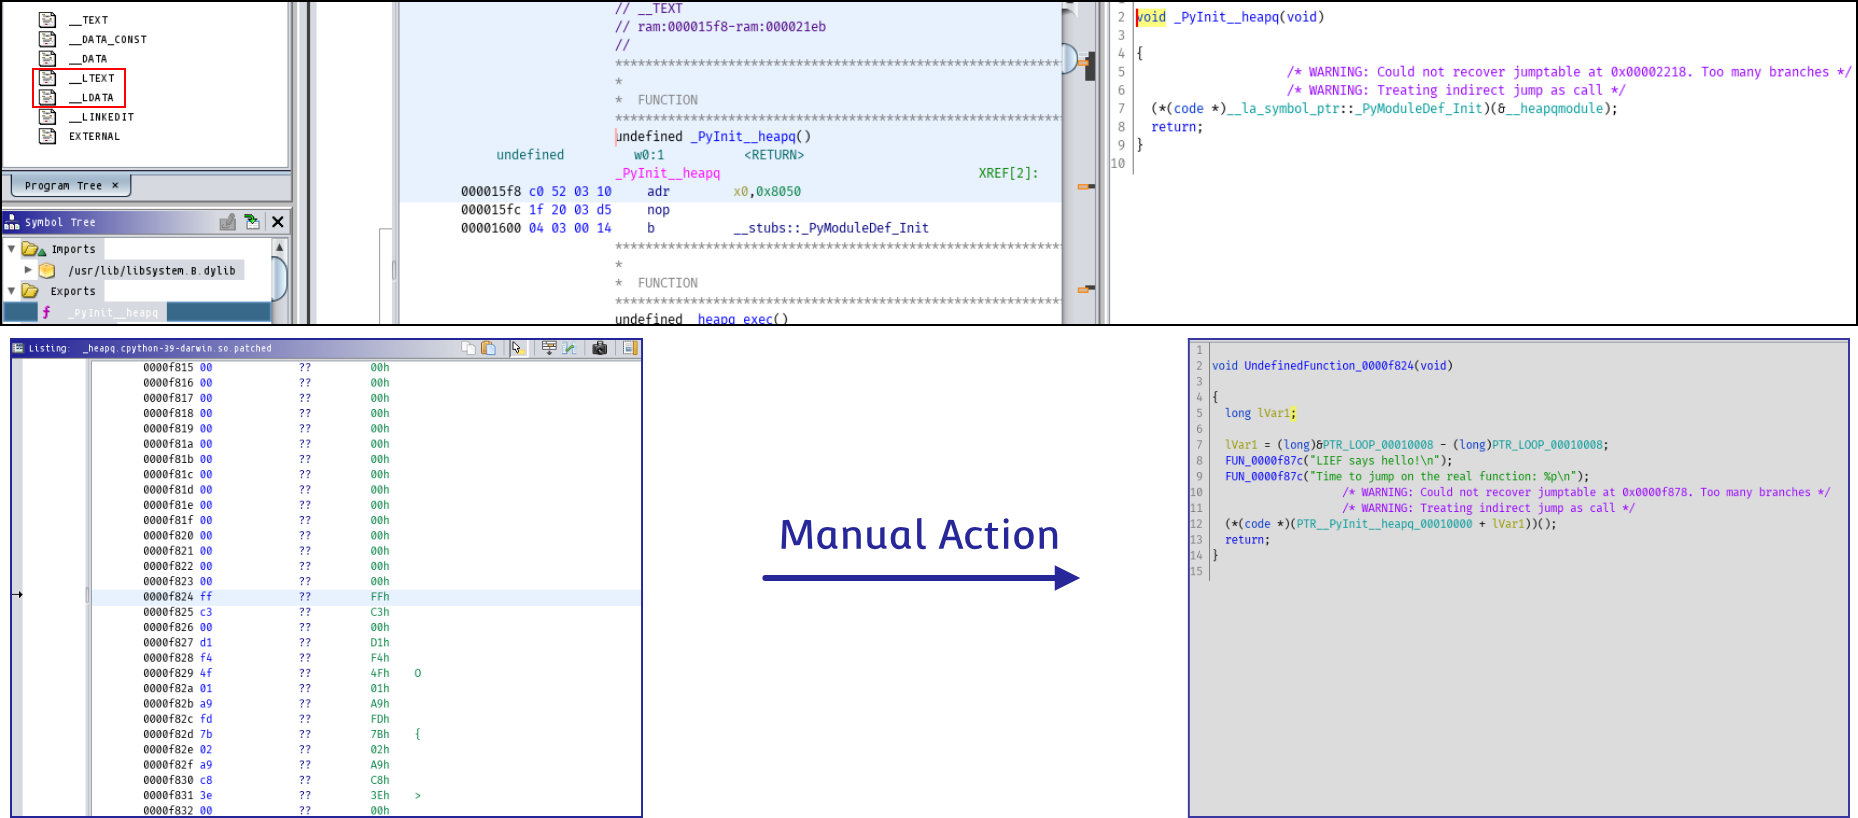 __TEXT
__DATA_CONST
__DATA
__LTEXT
__LDATA
__LINKEDIT
EXTERNAL
Program Tree ×
Symbol Tree
Imports
/usr/lib/libSystem.B.dylib
Exports
f _PyInit__heapq
// __TEXT
// ram:000015f8-ram:000021eb
//
*
* FUNCTION
undefined _PyInit__heapq()
undefined w0:1 <RETURN>
_PyInit__heapq XREF[2]:
000015f8 c0 52 03 10 adr x0,0x8050
000015fc 1f 20 03 d5 nop
00001600 04 03 00 14 b __stubs::_PyModuleDef_Init
*
* FUNCTION
undefined _heapq_exec()
2 void _PyInit__heapq(void)
3
4 {
5 /* WARNING: Could not recover jumptable at 0x00002218. Too many branches */
6 /* WARNING: Treating indirect jump as call */
7 (*(code *)__la_symbol_ptr::_PyModuleDef_Init)(&__heapqmodule);
8 return;
9 }
10
Listing: _heapq.cpython-39-darwin.so.patched
0000f815 00 ?? 00h
0000f816 00 ?? 00h
0000f817 00 ?? 00h
0000f818 00 ?? 00h
0000f819 00 ?? 00h
0000f81a 00 ?? 00h
0000f81b 00 ?? 00h
0000f81c 00 ?? 00h
0000f81d 00 ?? 00h
0000f81e 00 ?? 00h
0000f81f 00 ?? 00h
0000f820 00 ?? 00h
0000f821 00 ?? 00h
0000f822 00 ?? 00h
0000f823 00 ?? 00h
0000f824 ff ?? FFh
0000f825 c3 ?? C3h
0000f826 00 ?? 00h
0000f827 d1 ?? D1h
0000f828 f4 ?? F4h
0000f829 4f ?? 4Fh O
0000f82a 01 ?? 01h
0000f82b a9 ?? A9h
0000f82c fd ?? FDh
0000f82d 7b ?? 7Bh {
0000f82e 02 ?? 02h
0000f82f a9 ?? A9h
0000f830 c8 ?? C8h
0000f831 3e ?? 3Eh >
0000f832 00 ?? 00h
Manual Action
1
2 void UndefinedFunction_0000f824(void)
3
4 {
5 long lVar1;
6
7 lVar1 = (long)&PTR_LOOP_00010008 - (long)PTR_LOOP_00010008;
8 FUN_0000f87c("LIEF says hello!\n");
9 FUN_0000f87c("Time to jump on the real function: %p\n");
10 /* WARNING: Could not recover jumptable at 0x0000f878. Too many branches */
11 /* WARNING: Treating indirect jump as call */
12 (*(code *)(PTR__PyInit__heapq_00010000 + lVar1))();
13 return;
14 }
15